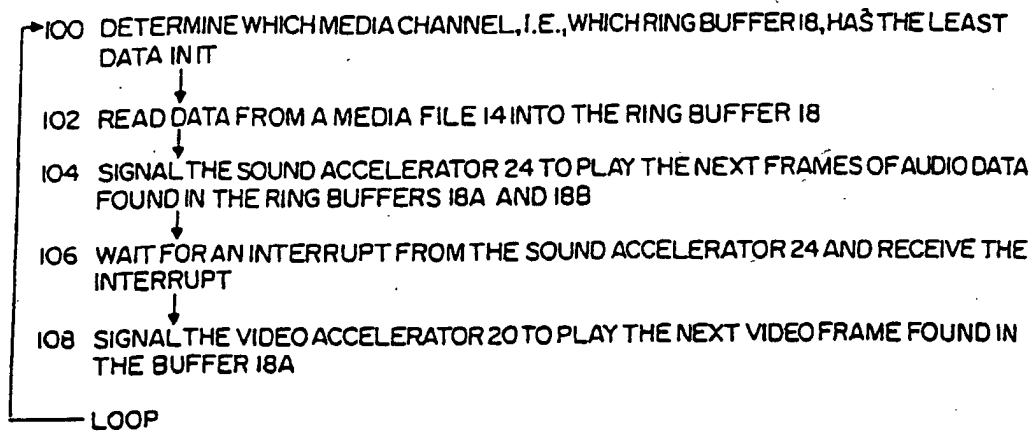 100 DETERMINE WHICH MEDIA CHANNEL, I.E., WHICH RING BUFFER 18, HAS THE LEAST
DATA IN IT
102 READ DATA FROM A MEDIA FILE 14 INTO THE RING BUFFER 18
104 SIGNAL THE SOUND ACCELERATOR 24 TO PLAY THE NEXT FRAMES OF AUDIO DATA
FOUND IN THE RING BUFFERS 18A AND 18B
106 WAIT FOR AN INTERRUPT FROM THE SOUND ACCELERATOR 24 AND RECEIVE THE
INTERRUPT
108 SIGNAL THE VIDEO ACCELERATOR 20 TO PLAY THE NEXT VIDEO FRAME FOUND IN
THE BUFFER 18A
LOOP